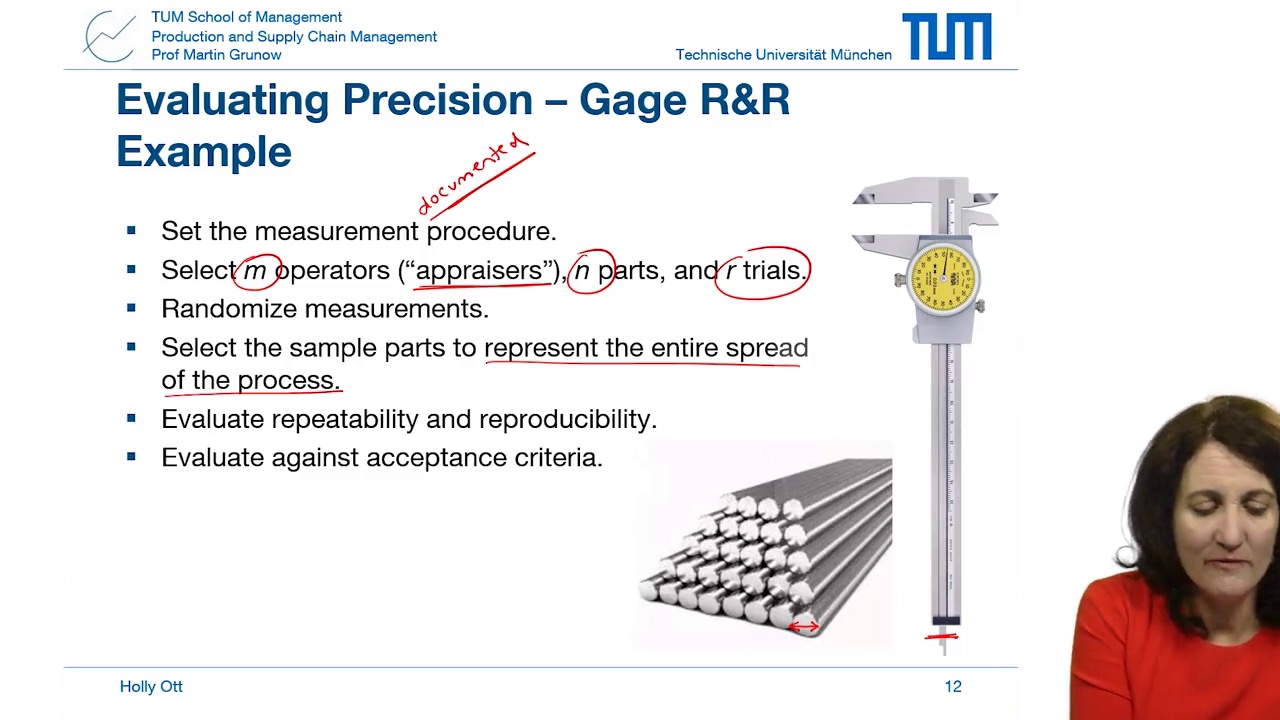 TUM School of Management
Production and Supply Chain Management
Prof Martin Grunow
Technische Universität München
TUM
Evaluating Precision – Gage R&R
Example
documented
▪ Set the measurement procedure.
▪ Select m operators (“appraisers”), n parts, and r trials.
▪ Randomize measurements.
▪ Select the sample parts to represent the entire spread
of the process.
▪ Evaluate repeatability and reproducibility.
▪ Evaluate against acceptance criteria.
Holly Ott
12